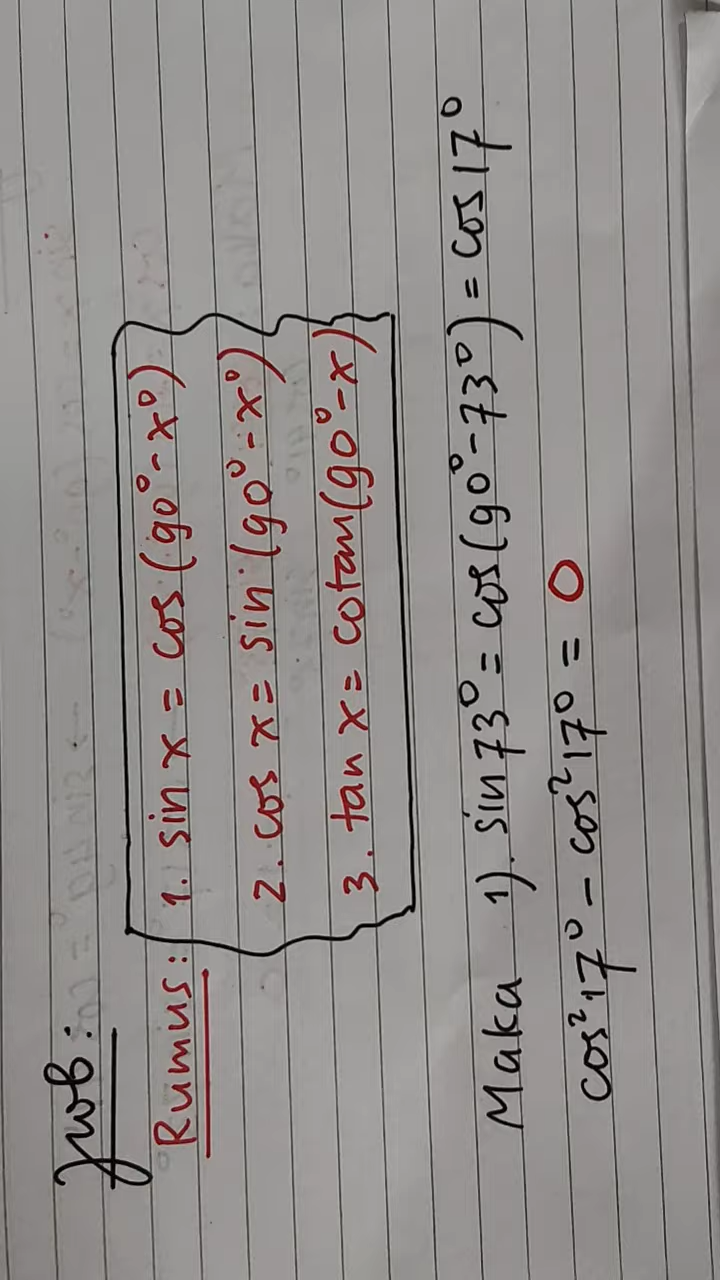 Jwb:
Rumus: 1. sin x = cos (90° - x°)
2. cos x = sin (90° - x°)
3. tan x = cotan (90° - x)
Maka 1). sin 73° = cos (90° - 73°) = cos 17°
cos² 17° - cos² 17° = 0